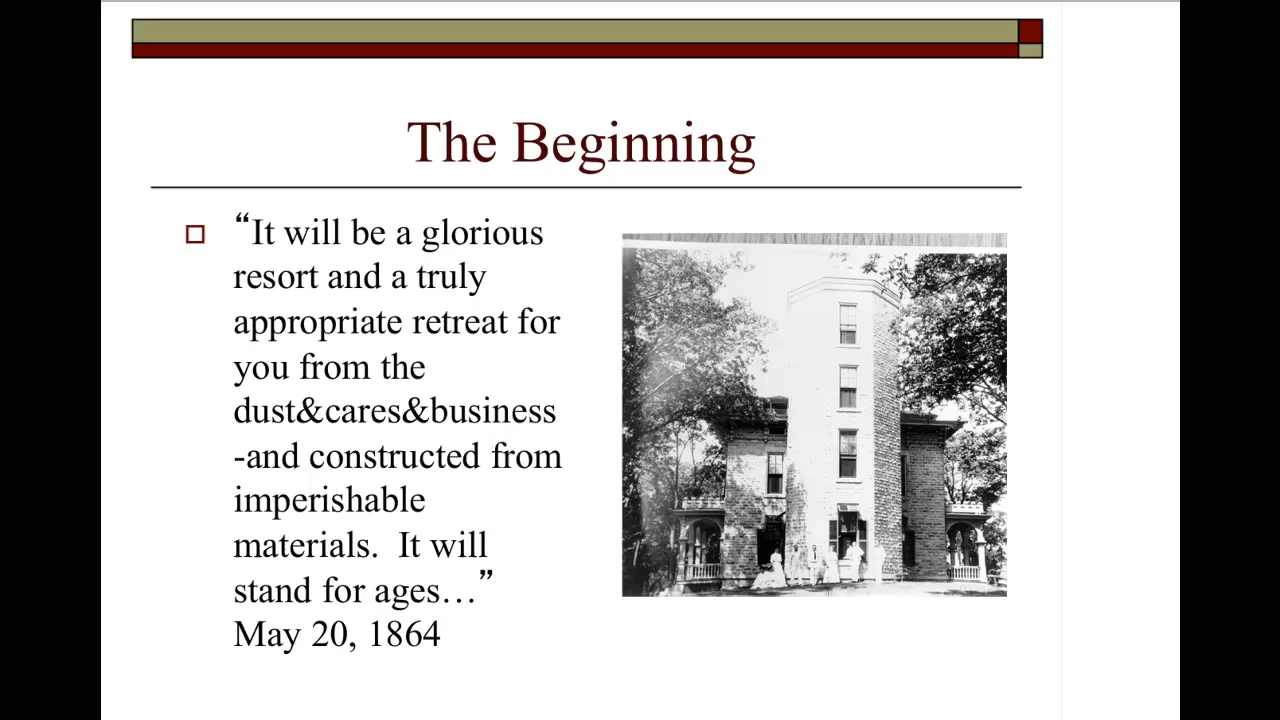 The Beginning
“It will be a glorious
resort and a truly
appropriate retreat for
you from the
dust&cares&business
-and constructed from
imperishable
materials.  It will
stand for ages…”
May 20, 1864